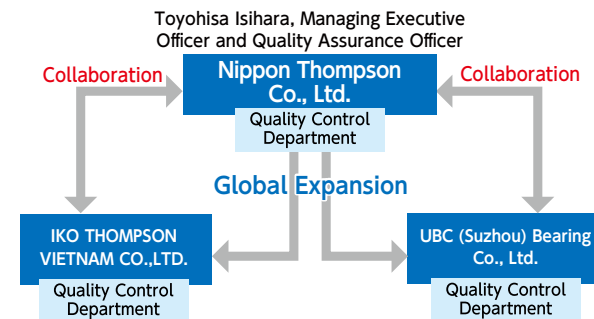 Toyohisa Isihara, Managing Executive
Officer and Quality Assurance Officer
Collaboration
Nippon Thompson
Co., Ltd.
Collaboration
Quality Control
Department
Global Expansion
IKO THOMPSON
VIETNAM CO.,LTD.
Quality Control
Department
UBC (Suzhou) Bearing
Co., Ltd.
Quality Control
Department